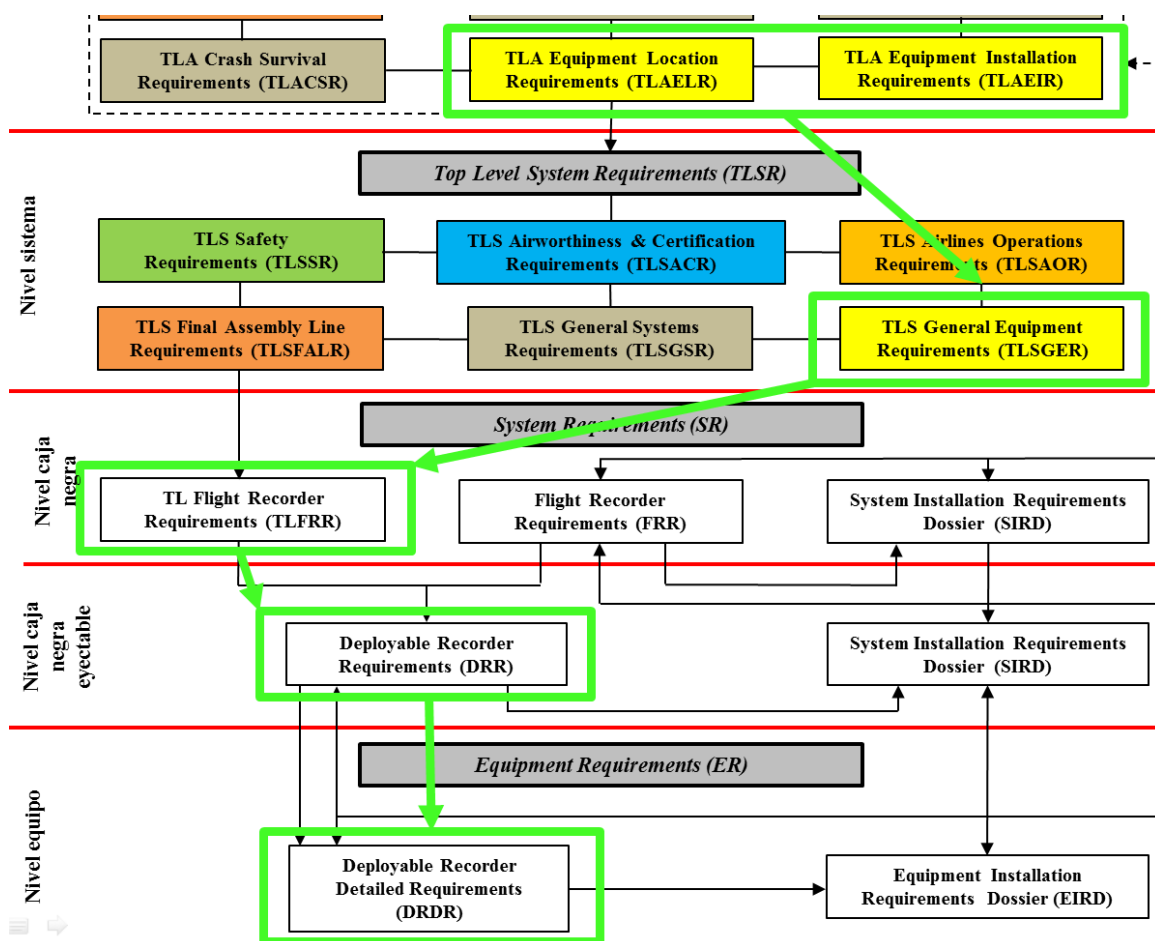 TLA Crash Survival
Requirements (TLACSR)
TLA Equipment Location
Requirements (TLAELR)
TLA Equipment Installation
Requirements (TLAEIR)
Nivel sistema
Top Level System Requirements (TLSR)
TLS Safety
Requirements (TLSSR)
TLS Airworthiness & Certification
Requirements (TLSACR)
TLS Airlines Operations
Requirements (TLSAOR)
TLS Final Assembly Line
Requirements (TLSFALR)
TLS General Systems
Requirements (TLSGSR)
TLS General Equipment
Requirements (TLSGER)
Nivel caja
negra
System Requirements (SR)
TL Flight Recorder
Requirements (TLFRR)
Flight Recorder
Requirements (FRR)
System Installation Requirements
Dossier (SIRD)
Nivel caja
negra
eyectable
Deployable Recorder
Requirements (DRR)
System Installation Requirements
Dossier (SIRD)
Nivel equipo
Equipment Requirements (ER)
Deployable Recorder
Detailed Requirements
(DRDR)
Equipment Installation
Requirements Dossier (EIRD)